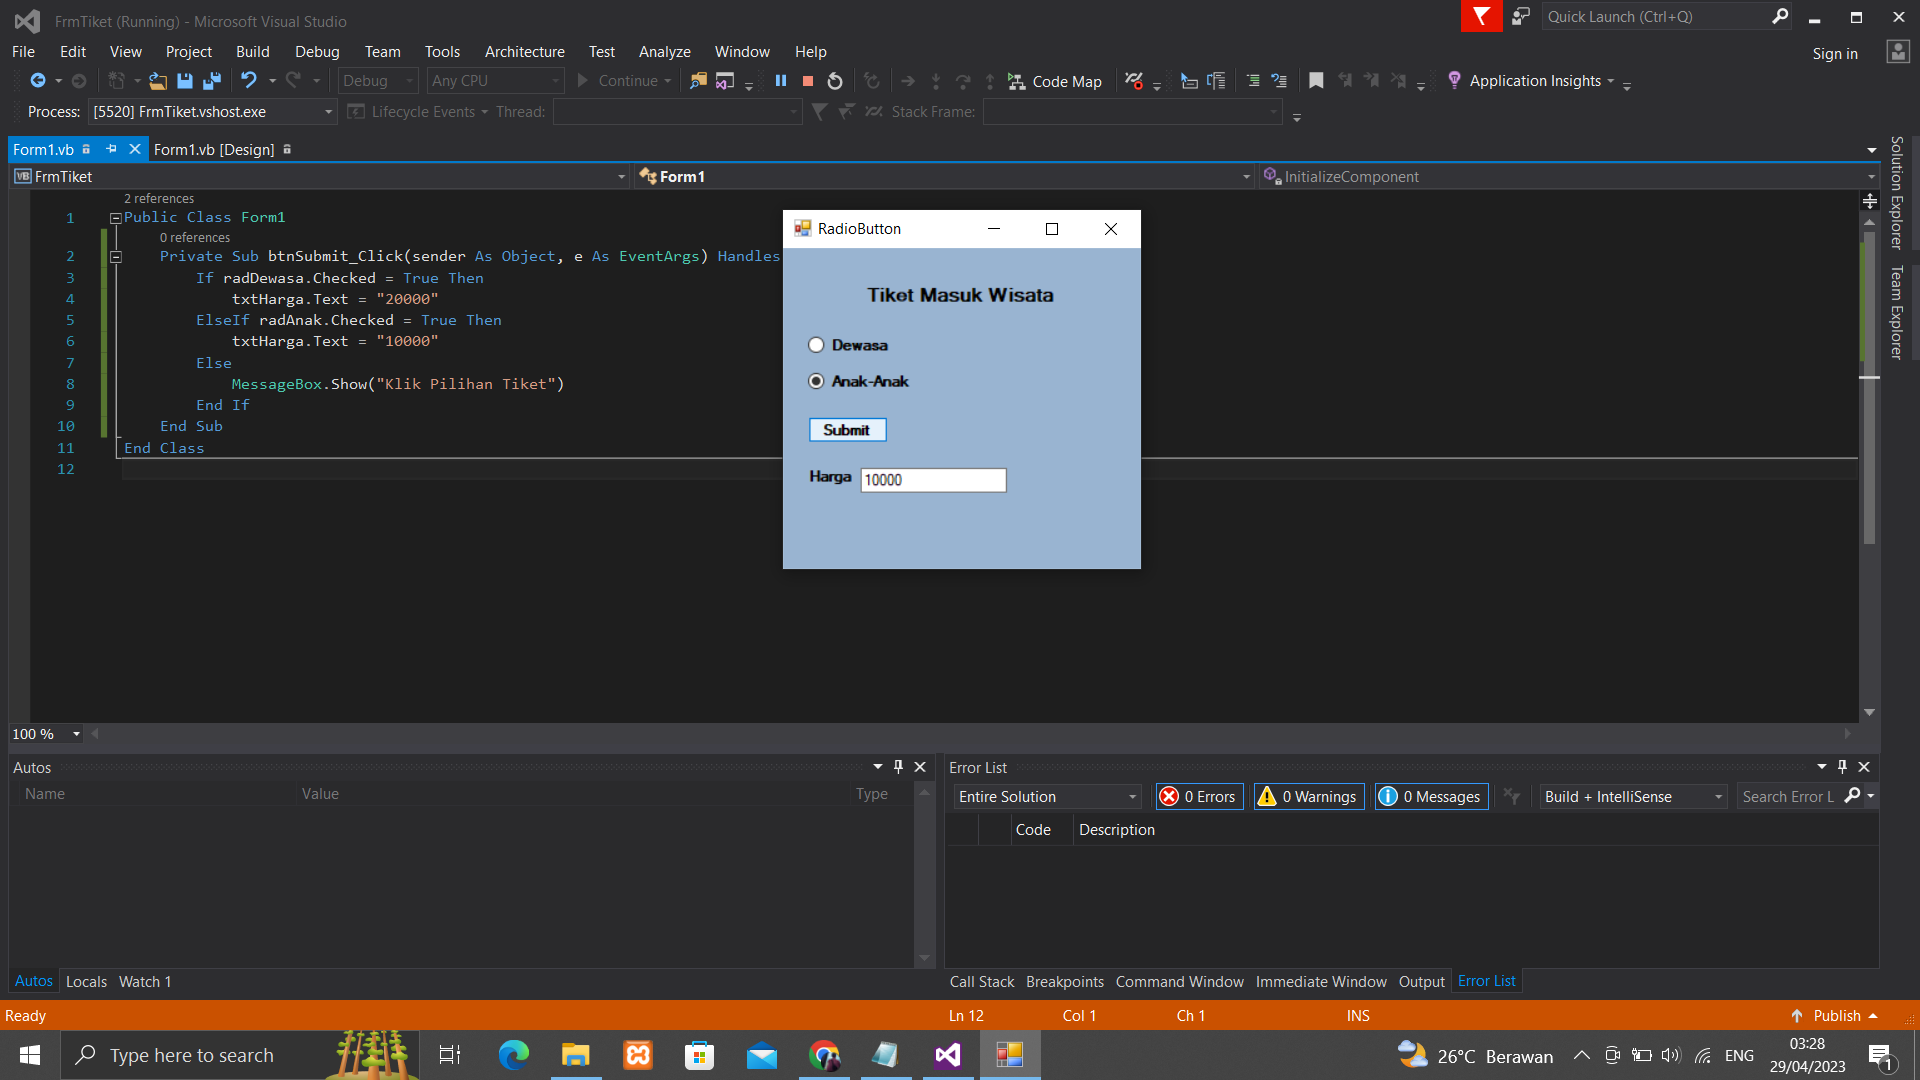 FrmTiket (Running) - Microsoft Visual Studio
Quick Launch (Ctrl+Q)
File Edit View Project Build Debug Team Tools Architecture Test Analyze Window Help
Sign in
Debug Any CPU Continue Code Map Application Insights
Process: [5520] FrmTiket.vshost.exe Lifecycle Events Thread: Stack Frame:
Form1.vb Form1.vb [Design]
VB FrmTiket Form1 InitializeComponent
2 references
1 Public Class Form1
0 references
2 Private Sub btnSubmit_Click(sender As Object, e As EventArgs) Handles
3 If radDewasa.Checked = True Then
4 txtHarga.Text = "20000"
5 ElseIf radAnak.Checked = True Then
6 txtHarga.Text = "10000"
7 Else
8 MessageBox.Show("Klik Pilihan Tiket")
9 End If
10 End Sub
11 End Class
12
RadioButton
Tiket Masuk Wisata
Dewasa
Anak-Anak
Submit
Harga 10000
Solution Explorer
Team Explorer
100 %
Autos
Name Value Type
Autos Locals Watch 1
Error List
Entire Solution 0 Errors 0 Warnings 0 Messages Build + IntelliSense Search Error L
Code Description
Call Stack Breakpoints Command Window Immediate Window Output Error List
Ready Ln 12 Col 1 Ch 1 INS Publish
Type here to search
26°C Berawan
ENG
03:28
29/04/2023
1